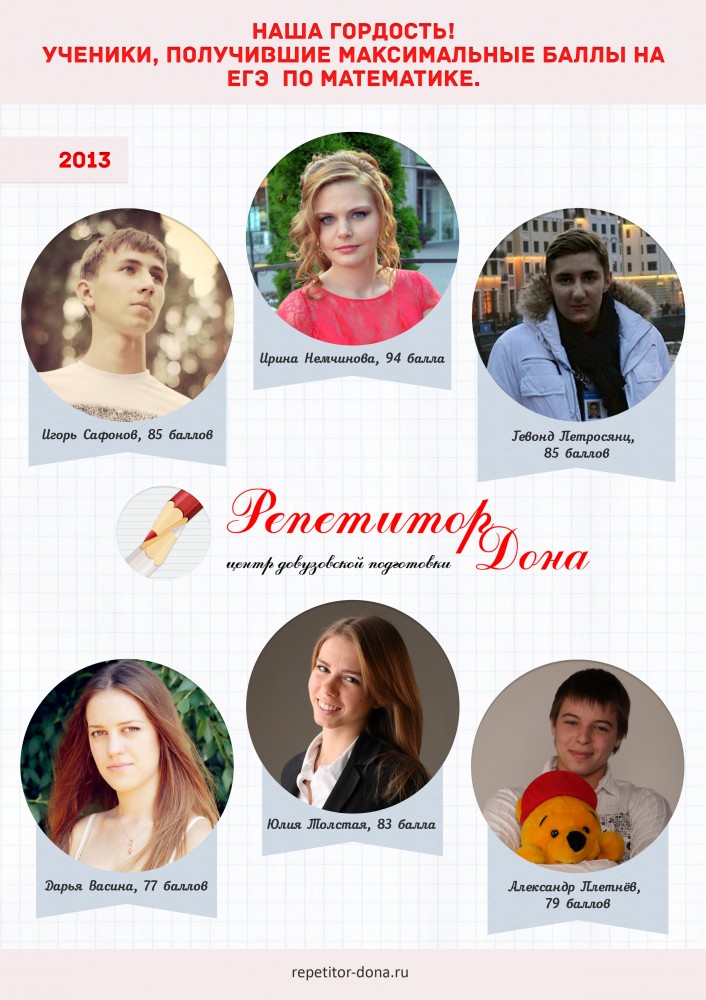 НАША ГОРДОСТЬ!
УЧЕНИКИ, ПОЛУЧИВШИЕ МАКСИМАЛЬНЫЕ БАЛЛЫ НА
ЕГЭ ПО МАТЕМАТИКЕ.
2013
Ирина Немчинова, 94 балла
Игорь Сафонов, 85 баллов
Гевонд Петросянц,
85 баллов
Репетитор
Дона
центр довузовской подготовки
Юлия Толстая, 83 балла
Дарья Васина, 77 баллов
Александр Плетнёв,
79 баллов
repetitor-dona.ru